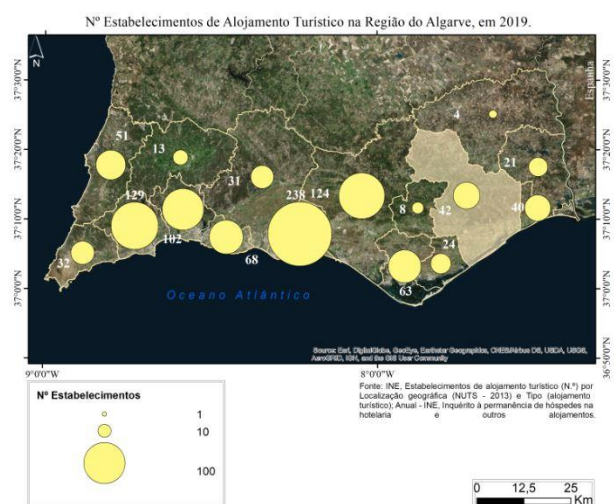 Nº Estabelecimentos de Alojamento Turístico na Região do Algarve, em 2019.
N
37°30'0"N
37°30'0"N
Espanha
4
51
13
37°20'0"N
37°20'0"N
21
31
129
238
124
8
42
40
37°10'0"N
37°10'0"N
102
24
32
68
63
37°0'0"N
37°0'0"N
Oceano Atlântico
Source: Esri, DigitalGlobe, GeoEye, Earthstar Geographics, CNES/Airbus DS, USDA, USGS,
AeroGRID, IGN, and the GIS User Community
36°50'0"N
9°0'0"W
8°0'0"W
Nº Estabelecimentos
1
10
100
Fonte: INE, Estabelecimentos de alojamento turístico (N.º) por
Localização geográfica (NUTS - 2013) e Tipo (alojamento
turístico); Anual - INE, Inquérito à permanência de hóspedes na
hotelaria e outros alojamentos.
0 12,5 25
Km